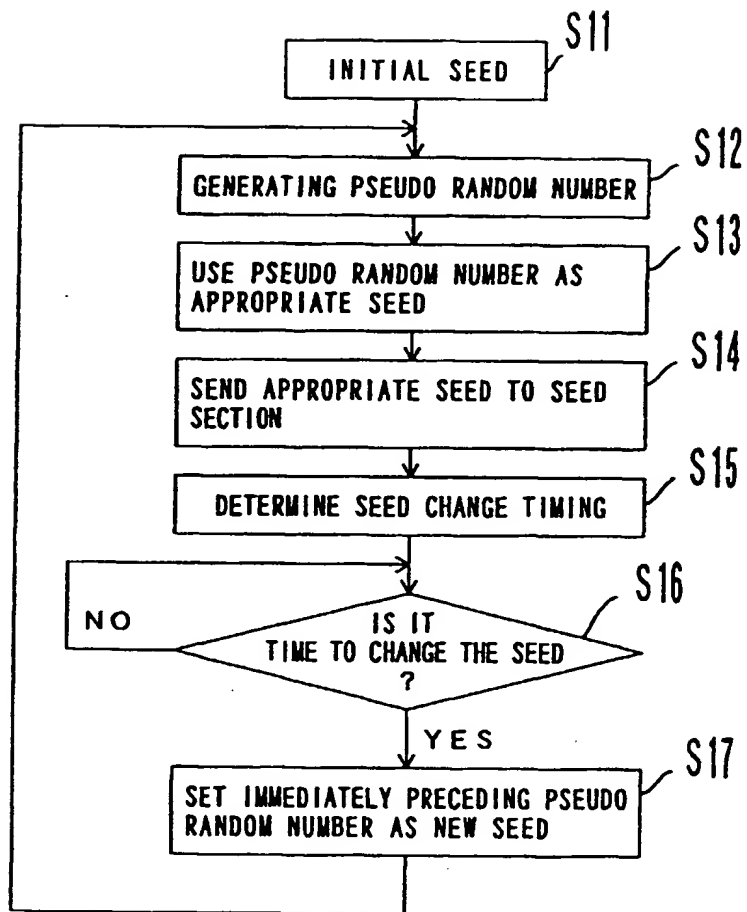 S11
INITIAL SEED
S12
GENERATING PSEUDO RANDOM NUMBER
S13
USE PSEUDO RANDOM NUMBER AS
APPROPRIATE SEED
S14
SEND APPROPRIATE SEED TO SEED
SECTION
S15
DETERMINE SEED CHANGE TIMING
S16
NO
IS IT
TIME TO CHANGE THE SEED
?
YES
S17
SET IMMEDIATELY PRECEDING PSEUDO
RANDOM NUMBER AS NEW SEED